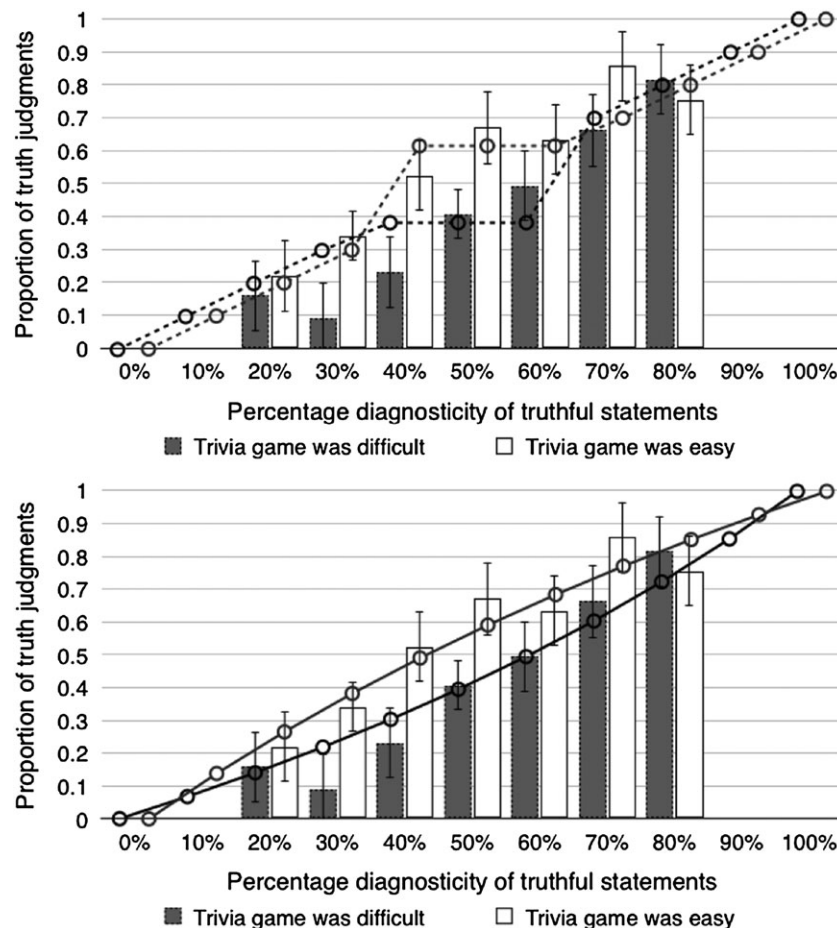 1
0.9
0.8
0.7
0.6
0.5
0.4
0.3
0.2
0.1
0
Proportion of truth judgments
0% 10% 20% 30% 40% 50% 60% 70% 80% 90% 100%
Percentage diagnosticity of truthful statements
Trivia game was difficult Trivia game was easy
1
0.9
0.8
0.7
0.6
0.5
0.4
0.3
0.2
0.1
0
Proportion of truth judgments
0% 10% 20% 30% 40% 50% 60% 70% 80% 90% 100%
Percentage diagnosticity of truthful statements
Trivia game was difficult Trivia game was easy